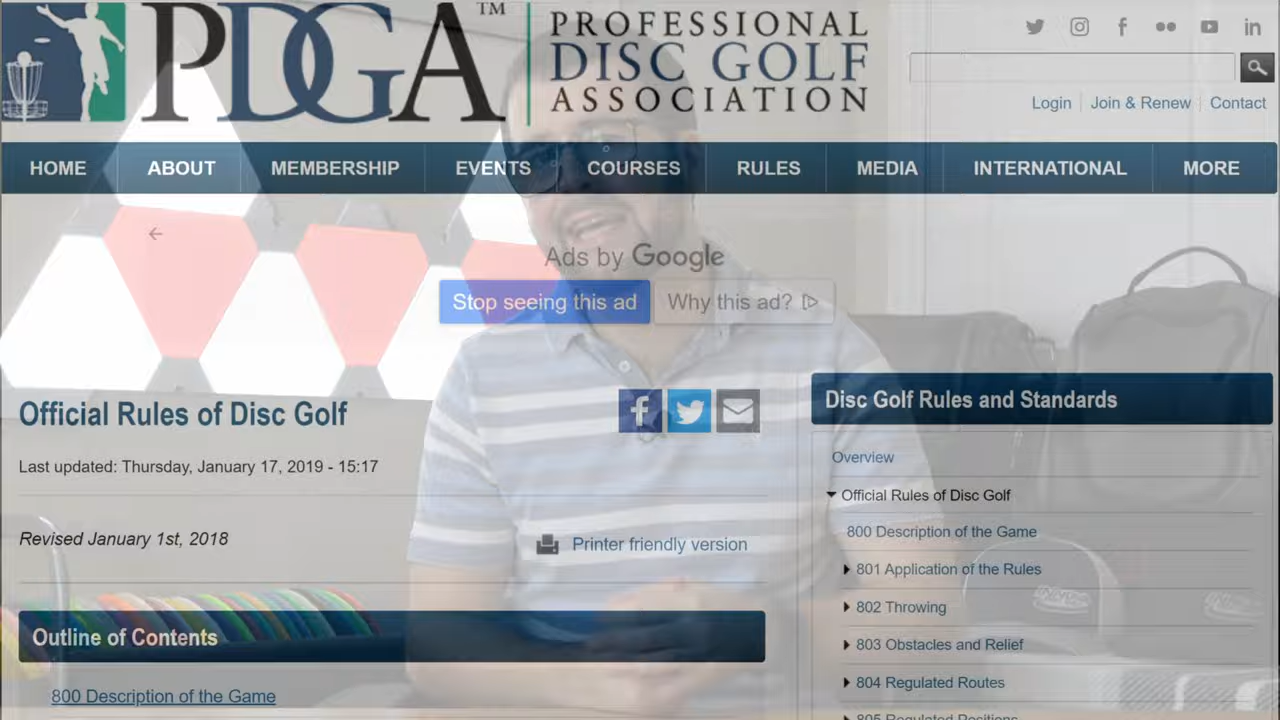 PDGA™
PROFESSIONAL
DISC GOLF
ASSOCIATION
Login Join & Renew Contact
HOME ABOUT MEMBERSHIP EVENTS COURSES RULES MEDIA INTERNATIONAL MORE
Ads by Google
Stop seeing this ad Why this ad?
Official Rules of Disc Golf
Last updated: Thursday, January 17, 2019 - 15:17
Revised January 1st, 2018
Printer friendly version
Outline of Contents
800 Description of the Game
Disc Golf Rules and Standards
Overview
Official Rules of Disc Golf
800 Description of the Game
801 Application of the Rules
802 Throwing
803 Obstacles and Relief
804 Regulated Routes
805 Regulated Positions